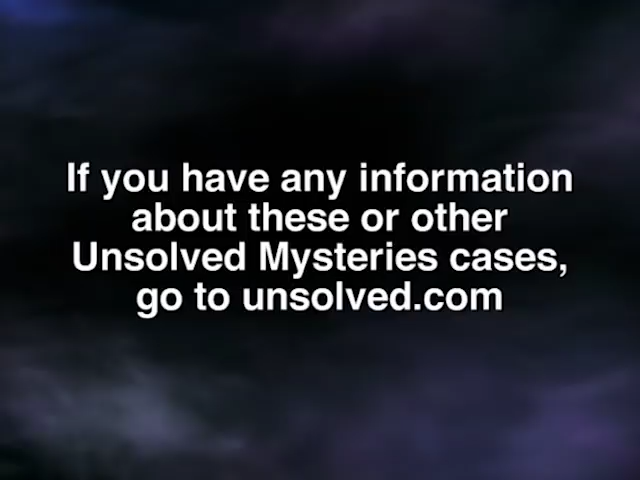 If you have any information
about these or other
Unsolved Mysteries cases,
go to unsolved.com